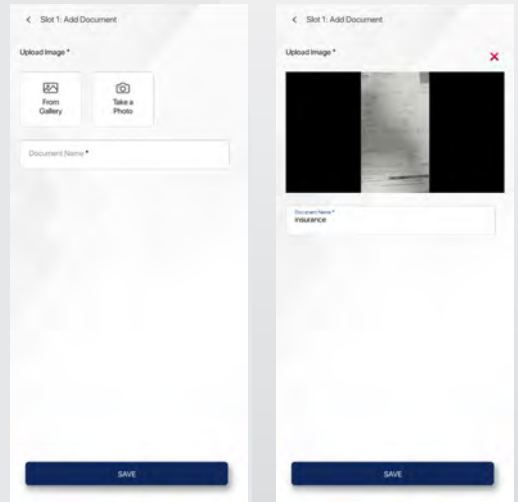 Slot 1: Add Document
Upload Image *
From
Gallery
Take a
Photo
Document Name *
SAVE
Slot 1: Add Document
Upload Image *
Document Name *
insurance
SAVE